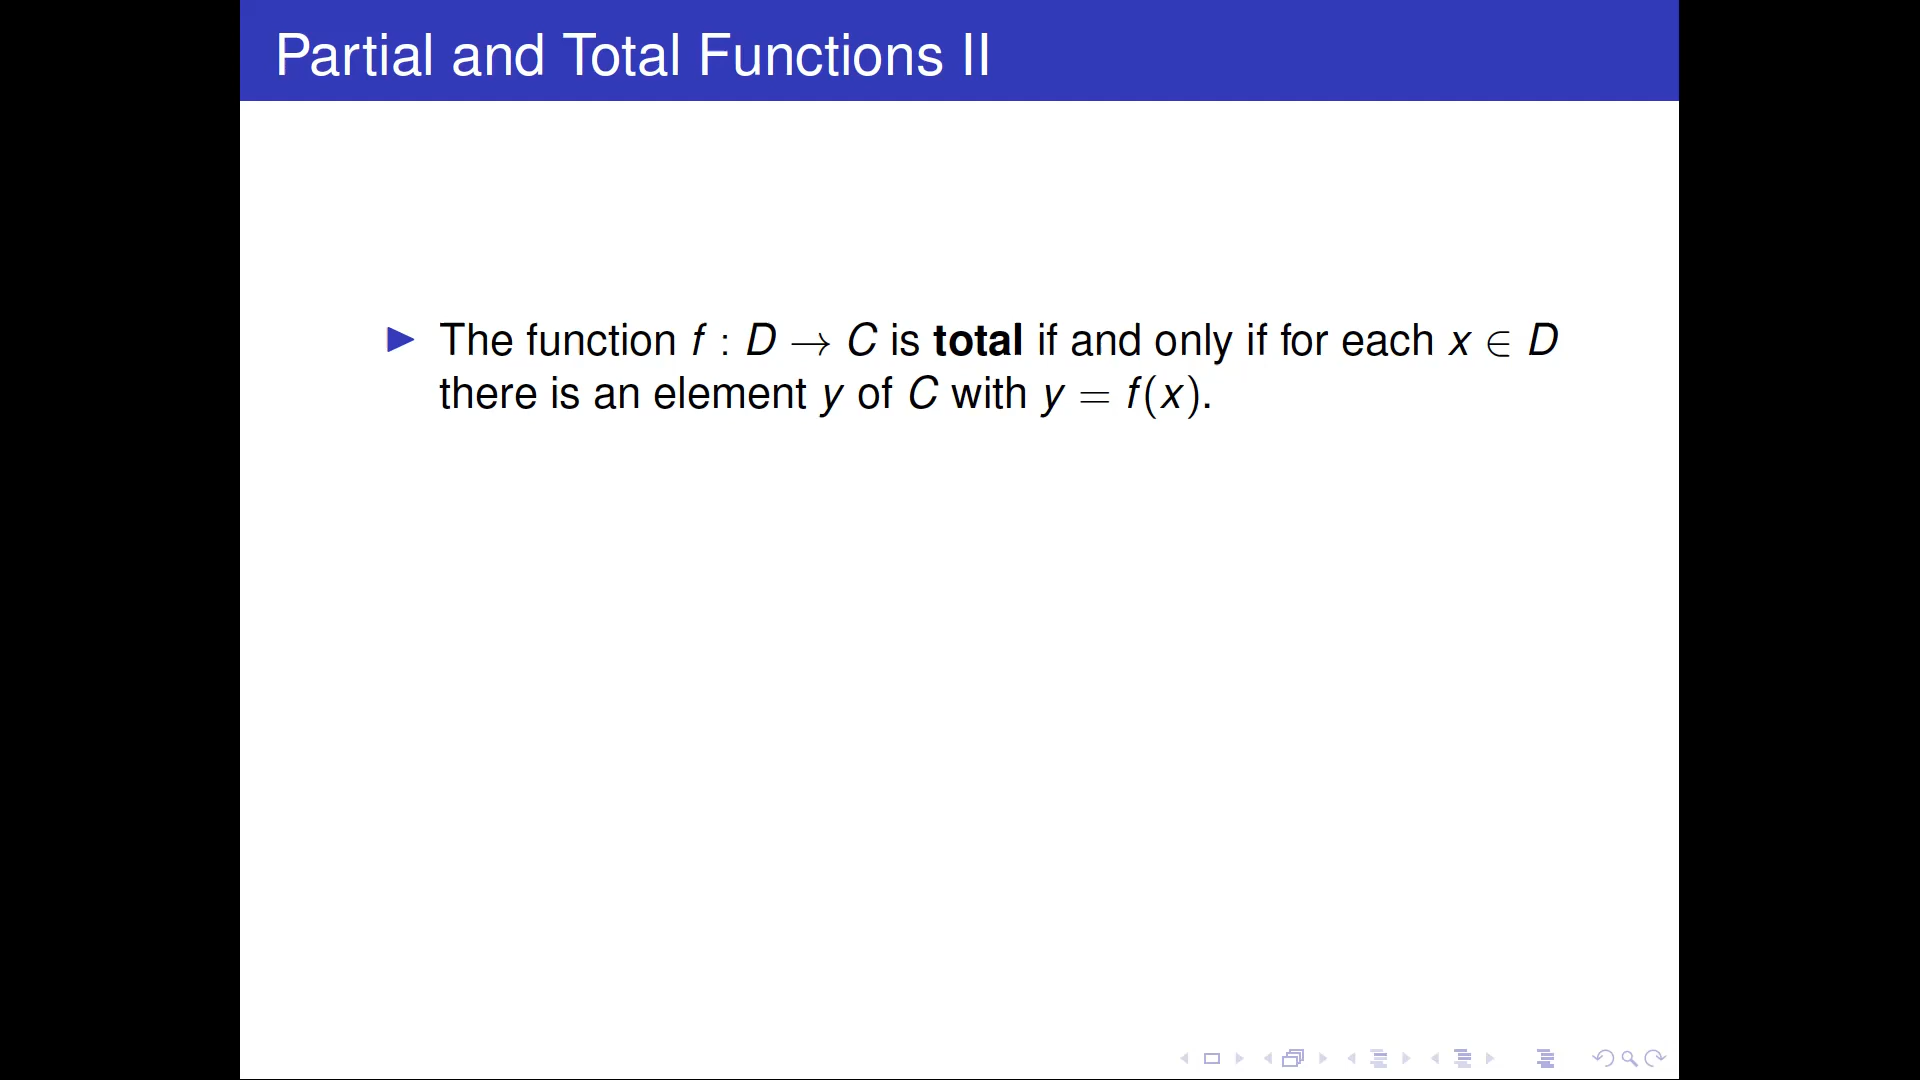 Partial and Total Functions II
The function f : D → C is total if and only if for each x ∈ D
there is an element y of C with y = f(x).